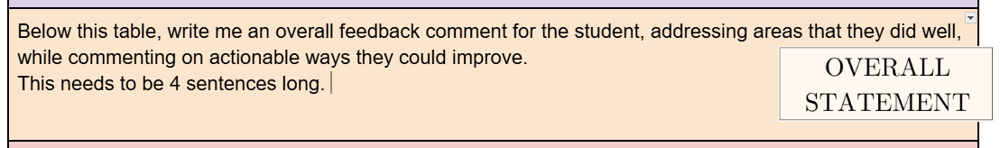 Below this table, write me an overall feedback comment for the student, addressing areas that they did well,
while commenting on actionable ways they could improve.
This needs to be 4 sentences long.
OVERALL
STATEMENT